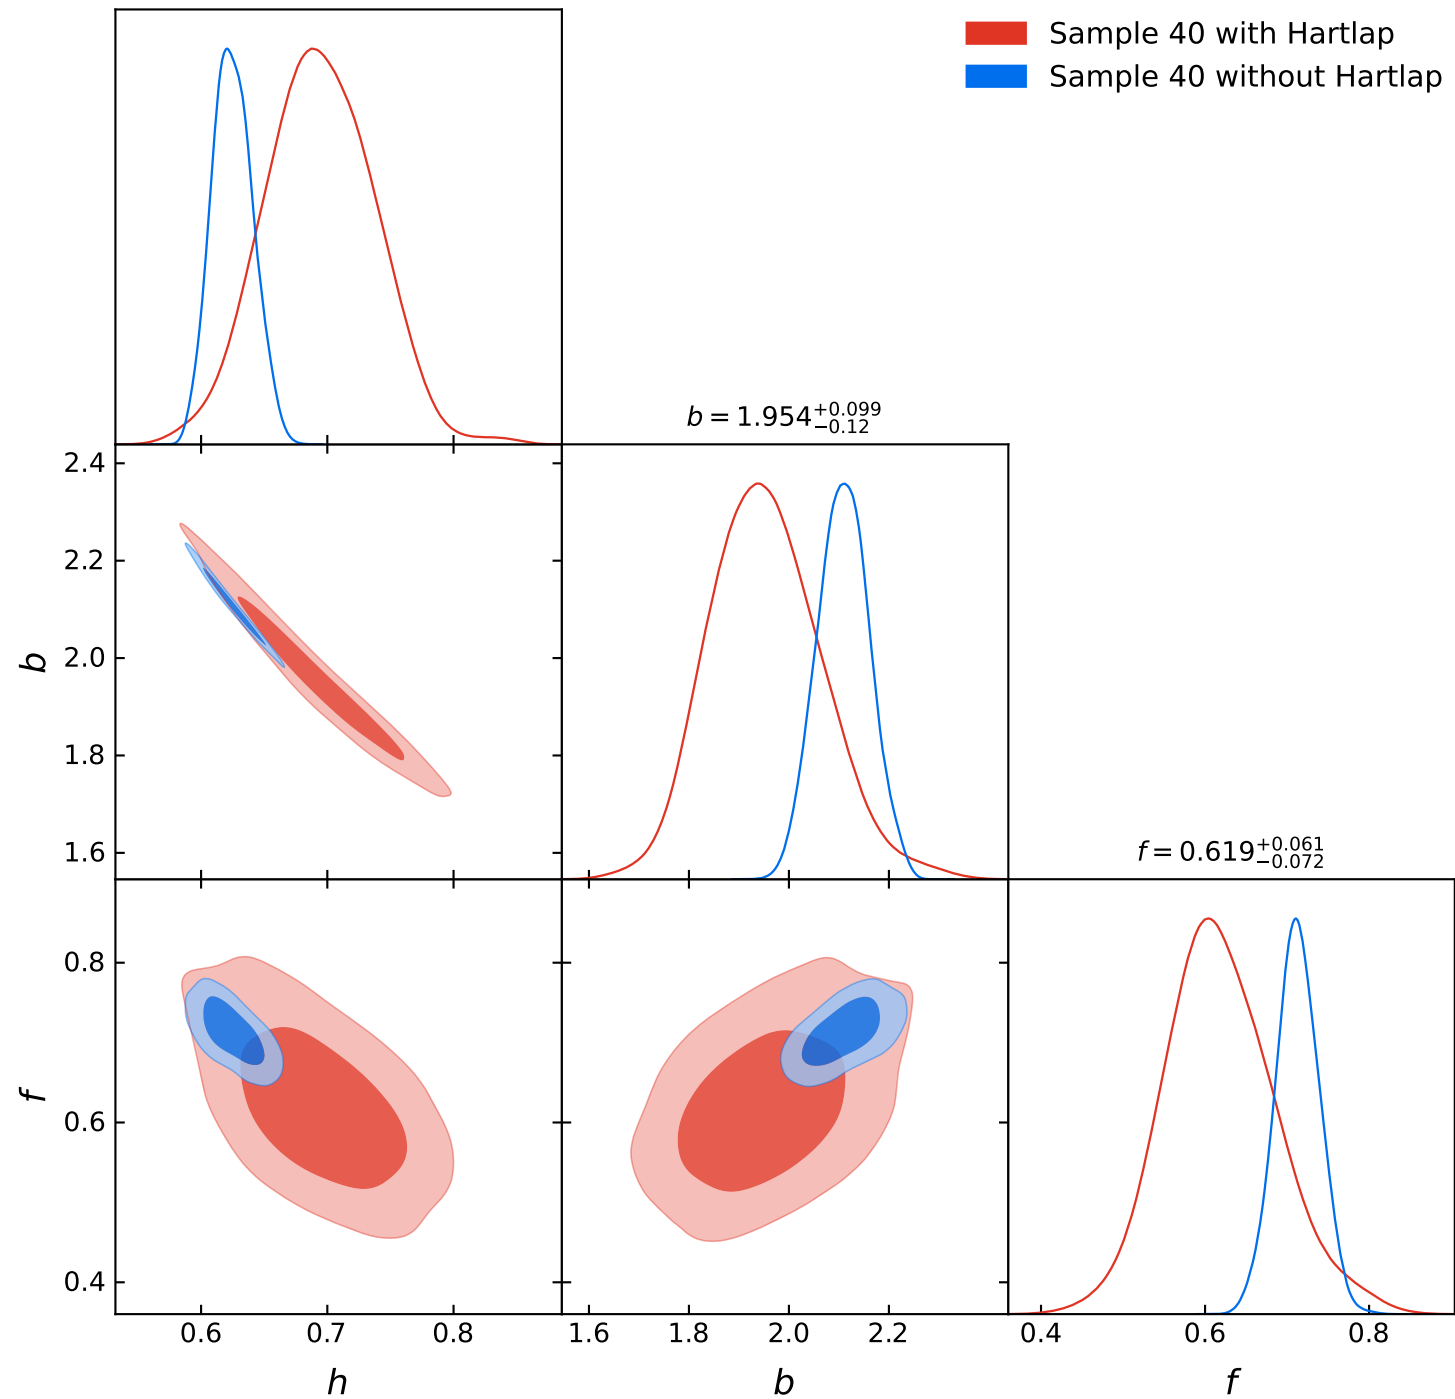 Sample 40 with Hartlap
Sample 40 without Hartlap
b = 1.954 +0.099 −0.12
2.4
2.2
2.0
1.8
1.6
b
f = 0.619 +0.061 −0.072
0.8
0.6
0.4
f
0.6 0.7 0.8 1.6 1.8 2.0 2.2 0.4 0.6 0.8
h b f